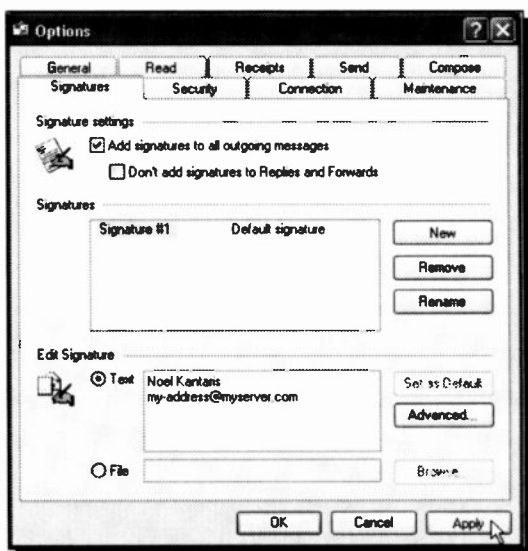 Options
General Read Receipts Send Compose
Signatures Security Connection Maintenance
Signature settings
Add signatures to all outgoing messages
Don't add signatures to Replies and Forwards
Signatures
Signature #1 Default signature
New
Remove
Rename
Edit Signature
Text
Noel Kantaris
my-address@myserver.com
Set as Default
Advanced...
File
Browse...
OK Cancel Apply